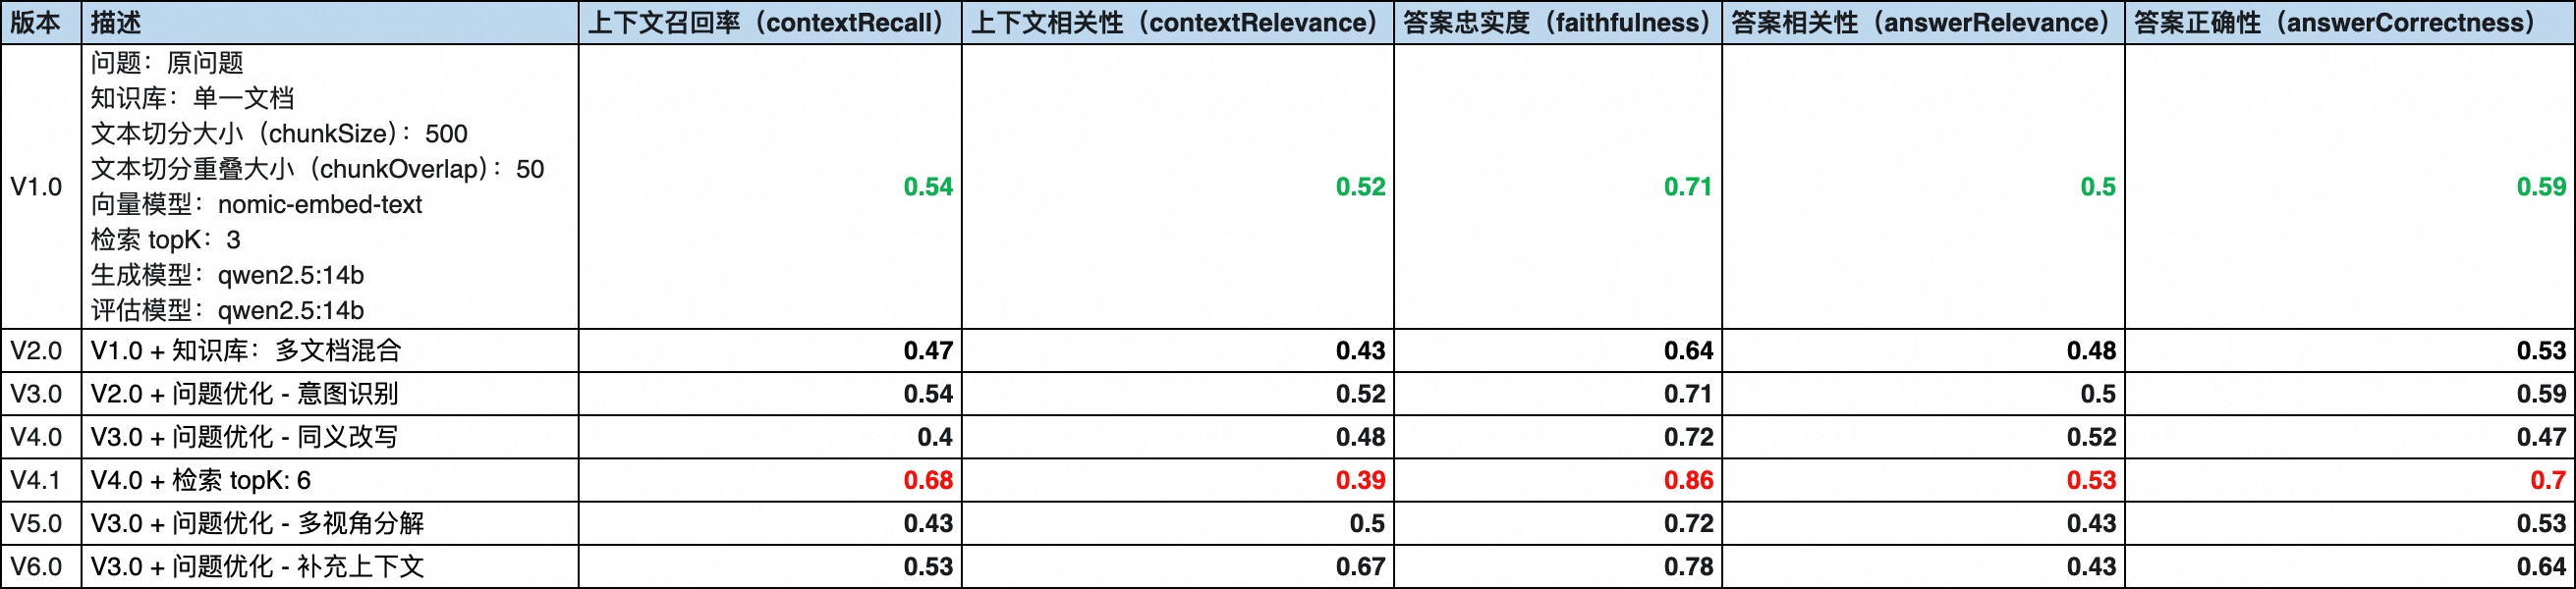 版本 描述 上下文召回率（contextRecall） 上下文相关性（contextRelevance） 答案忠实度（faithfulness） 答案相关性（answerRelevance） 答案正确性（answerCorrectness）
问题：原问题
知识库：单一文档
文本切分大小（chunkSize）：500
文本切分重叠大小（chunkOverlap）：50
V1.0 向量模型：nomic-embed-text 0.54 0.52 0.71 0.5 0.59
检索 topK：3
生成模型：qwen2.5:14b
评估模型：qwen2.5:14b
V2.0 V1.0 + 知识库：多文档混合 0.47 0.43 0.64 0.48 0.53
V3.0 V2.0 + 问题优化 - 意图识别 0.54 0.52 0.71 0.5 0.59
V4.0 V3.0 + 问题优化 - 同义改写 0.4 0.48 0.72 0.52 0.47
V4.1 V4.0 + 检索 topK: 6 0.68 0.39 0.86 0.53 0.7
V5.0 V3.0 + 问题优化 - 多视角分解 0.43 0.5 0.72 0.43 0.53
V6.0 V3.0 + 问题优化 - 补充上下文 0.53 0.67 0.78 0.43 0.64